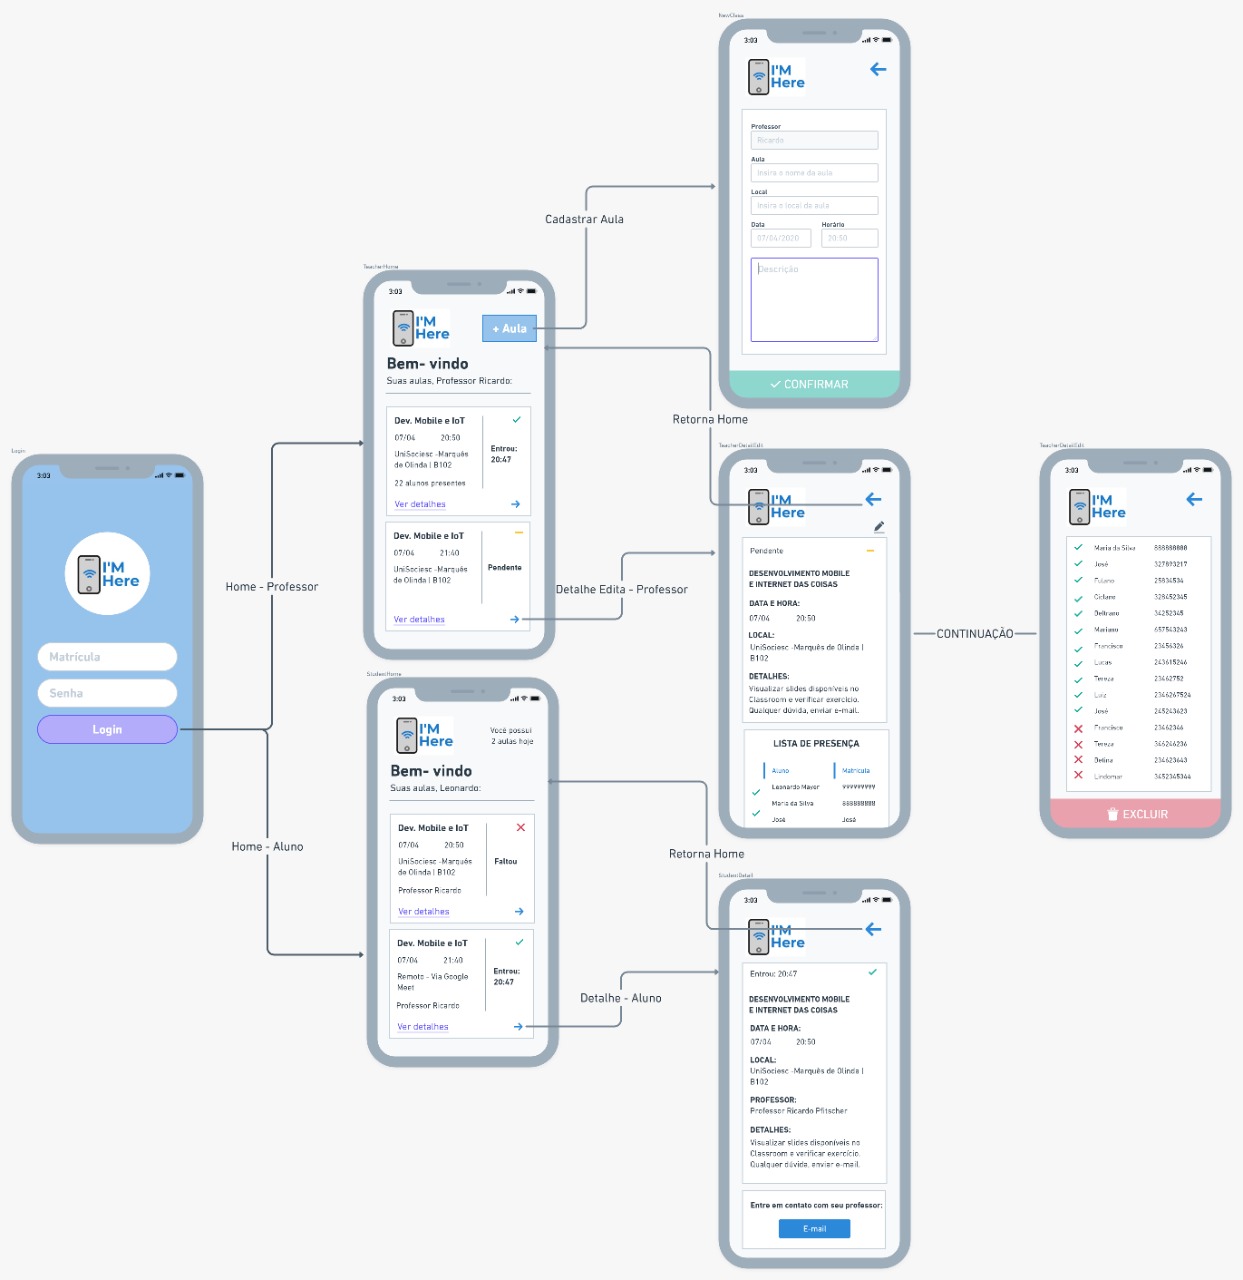 NewClass
3:03
I'M
Here
Professor
Ricardo
Aula
Insira o nome da aula
Local
Insira o local da aula
Data
Horário
07/04/2020
20:50
Descrição
CONFIRMAR
Cadastrar Aula
TeacherHome
3:03
I'M
Here
+ Aula
Bem- vindo
Suas aulas, Professor Ricardo:
Dev. Mobile e IoT
07/04 20:50
UniSociesc -Marquês
de Olinda | B102
22 alunos presentes
Entrou:
20:47
Ver detalhes
Dev. Mobile e IoT
07/04 21:40
UniSociesc -Marquês
de Olinda | B102
Pendente
Ver detalhes
Retorna Home
Login
3:03
I'M
Here
Matrícula
Senha
Login
Home - Professor
Home - Aluno
Detalhe Edita - Professor
TeacherDetailEdit
3:03
I'M
Here
Pendente
DESENVOLVIMENTO MOBILE
E INTERNET DAS COISAS
DATA E HORA:
07/04 20:50
LOCAL:
UniSociesc -Marquês de Olinda |
B102
DETALHES:
Visualizar slides disponíveis no
Classroom e verificar exercício.
Qualquer dúvida, enviar e-mail.
LISTA DE PRESENÇA
Aluno Matrícula
Leonardo Mayer 999999999
Maria da Silva 888888888
José José
CONTINUAÇÃO
TeacherDetailEdit
3:03
I'M
Here
Maria da Silva 888888888
José 327893217
Fulano 25834534
Ciclano 328452345
Beltrano 34252345
Mariano 657543243
Francisco 23456326
Lucas 243615246
Tereza 23462752
Luiz 2346267524
José 245243623
Francisco 23462346
Tereza 346246236
Betina 234623643
Lindomar 3452345344
EXCLUIR
StudentHome
3:03
I'M
Here
Você possui
2 aulas hoje
Bem- vindo
Suas aulas, Leonardo:
Dev. Mobile e IoT
07/04 20:50
UniSociesc -Marquês
de Olinda | B102
Professor Ricardo
Faltou
Ver detalhes
Dev. Mobile e IoT
07/04 21:40
Remoto - Via Google
Meet
Professor Ricardo
Entrou:
20:47
Ver detalhes
Retorna Home
Detalhe - Aluno
StudentDetail
3:03
I'M
Here
Entrou: 20:47
DESENVOLVIMENTO MOBILE
E INTERNET DAS COISAS
DATA E HORA:
07/04 20:50
LOCAL:
UniSociesc -Marquês de Olinda |
B102
PROFESSOR:
Professor Ricardo Pfitscher
DETALHES:
Visualizar slides disponíveis no
Classroom e verificar exercício.
Qualquer dúvida, enviar e-mail.
Entre em contato com seu professor:
E-mail